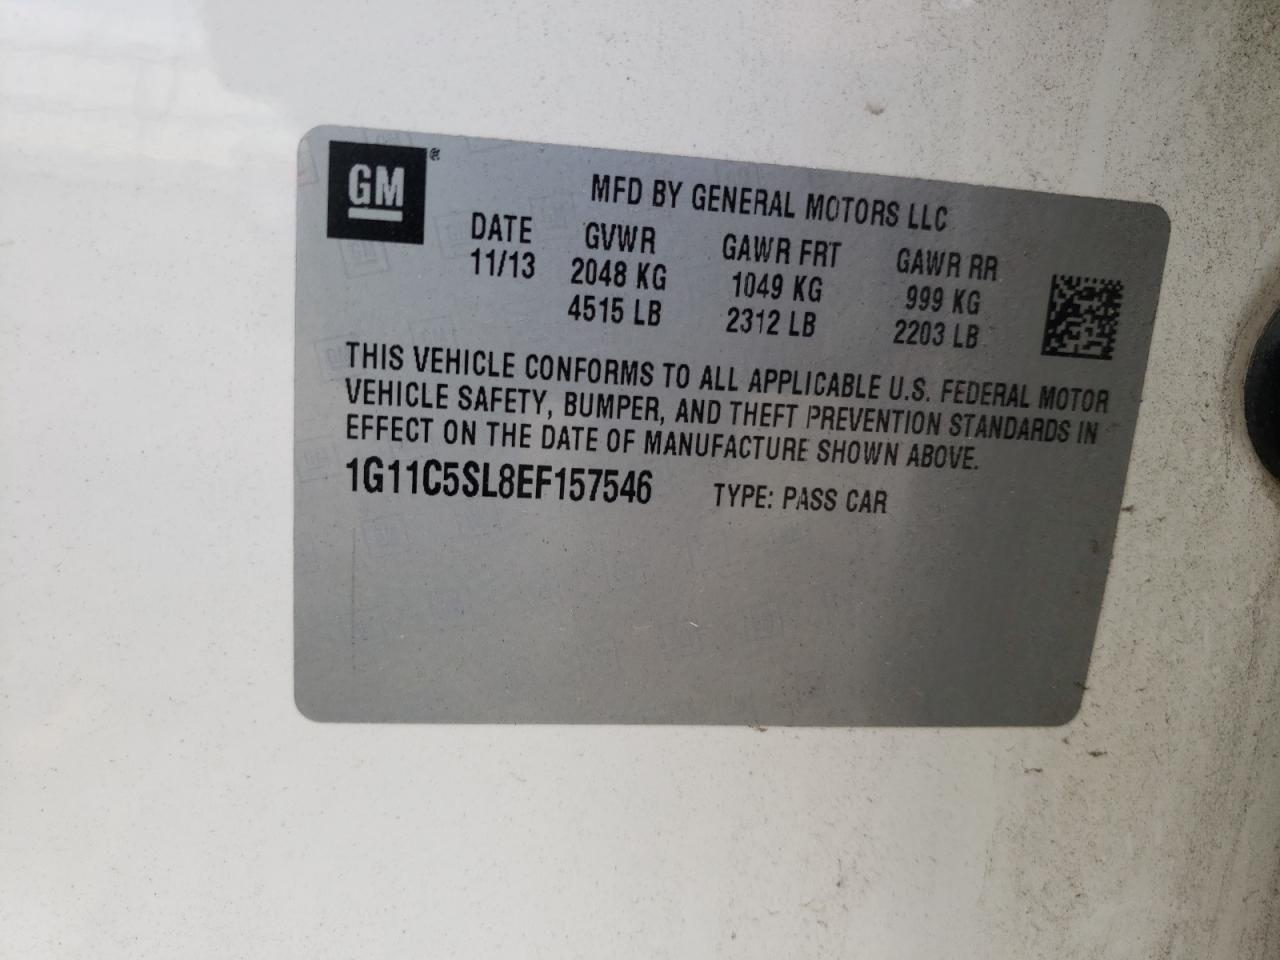 GM®
MFD BY GENERAL MOTORS LLC
DATE GVWR GAWR FRT GAWR RR
11/13 2048 KG 1049 KG 999 KG
4515 LB 2312 LB 2203 LB
THIS VEHICLE CONFORMS TO ALL APPLICABLE U.S. FEDERAL MOTOR
VEHICLE SAFETY, BUMPER, AND THEFT PREVENTION STANDARDS IN
EFFECT ON THE DATE OF MANUFACTURE SHOWN ABOVE.
1G11C5SL8EF157546 TYPE: PASS CAR